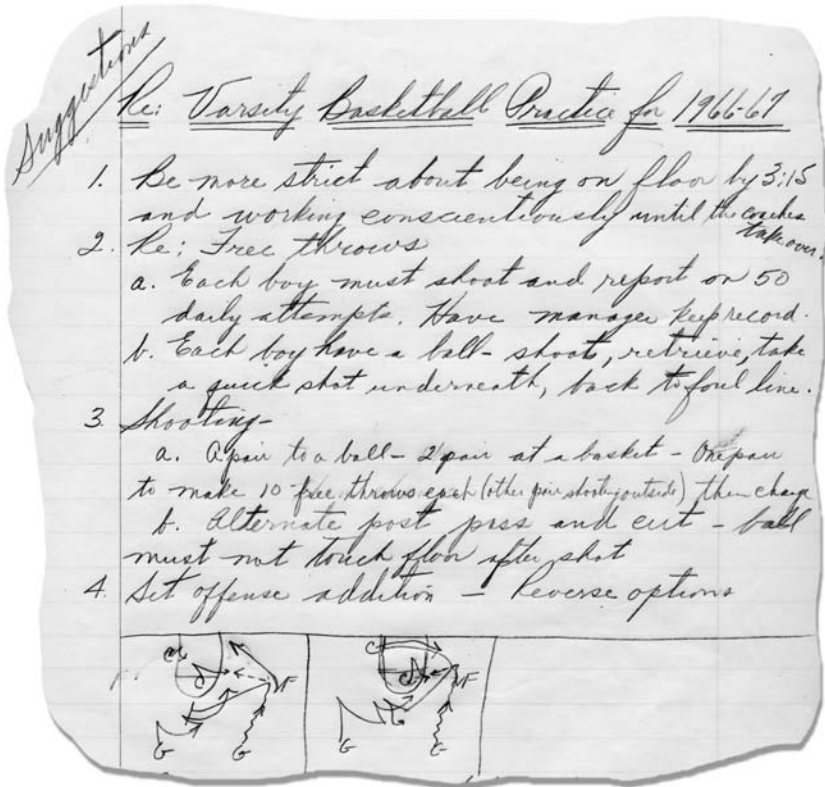 Suggestions
Re: Varsity Basketball Practice for 1966-67
1. Be more strict about being on floor by 3:15
and working conscientiously until the coaches
take over.
2. Re: Free throws
a. Each boy must shoot and report on 50
daily attempts. Have manager keep record.
b. Each boy have a ball - shoot, retrieve, take
a quick shot underneath, back to foul line.
3. Shooting -
a. A pair to a ball - 2 pair at a basket - One pair
to make 10 free throws each (other pair shooting outside) then change
b. Alternate post pass and cut - ball
must not touch floor after shot
4. Set offense addition - Reverse options
C F C F
G G G G